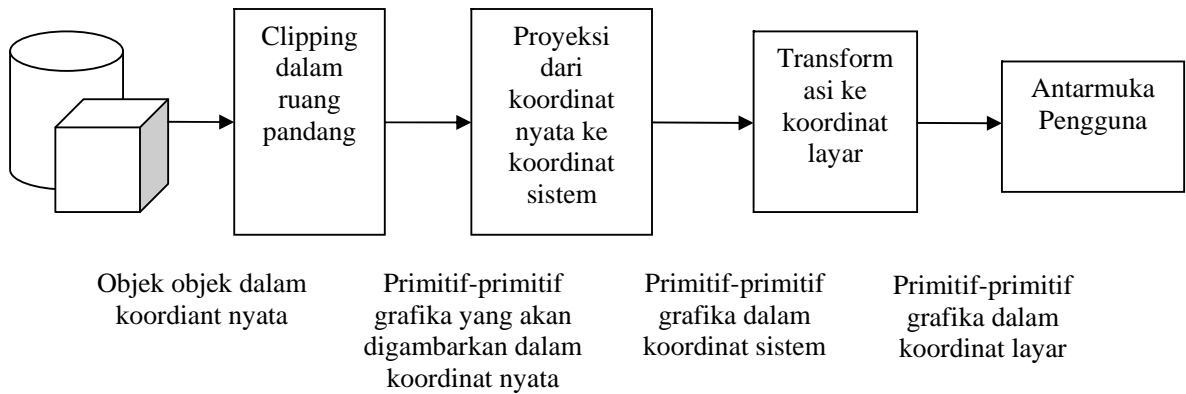 Clipping
dalam
ruang
pandang
Proyeksi
dari
koordinat
nyata ke
koordinat
sistem
Transform
asi ke
koordinat
layar
Antarmuka
Pengguna
Objek objek dalam
koordiant nyata
Primitif-primitif
grafika yang akan
digambarkan dalam
koordinat nyata
Primitif-primitif
grafika dalam
koordinat sistem
Primitif-primitif
grafika dalam
koordinat layar